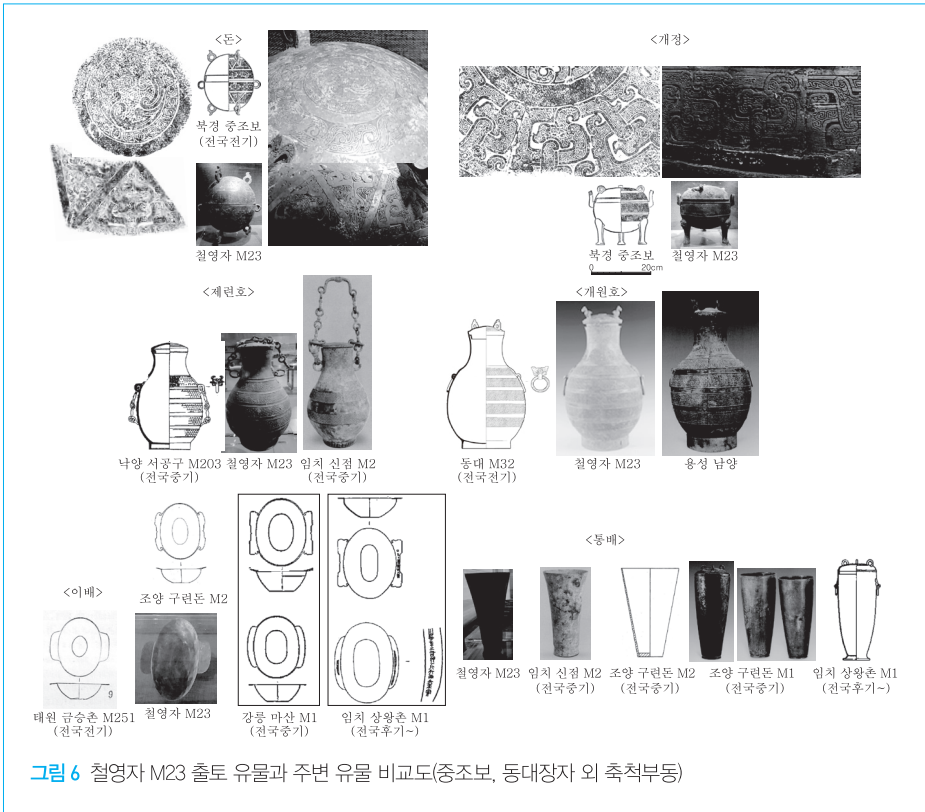 <돈>
북경 중조보
(전국전기)
철영자 M23
<개정>
북경 중조보 철영자 M23
0 20cm
<제련호>
낙양 서공구 M203 철영자 M23 임치 신점 M2
(전국중기) (전국중기)
<개원호>
동대 M32 철영자 M23 용성 남양
(전국전기)
<이배>
조양 구련돈 M2
9
태원 금승촌 M251 철영자 M23 강릉 마산 M1 임치 상왕촌 M1
(전국전기) (전국중기) (전국후기~)
<통배>
철영자 M23 임치 신점 M2 조양 구련돈 M2 조양 구련돈 M1 임치 상왕촌 M1
(전국중기) (전국중기) (전국중기) (전국후기~)
그림 6 철영자 M23 출토 유물과 주변 유물 비교도(중조보, 동대장자 외 축척부동)